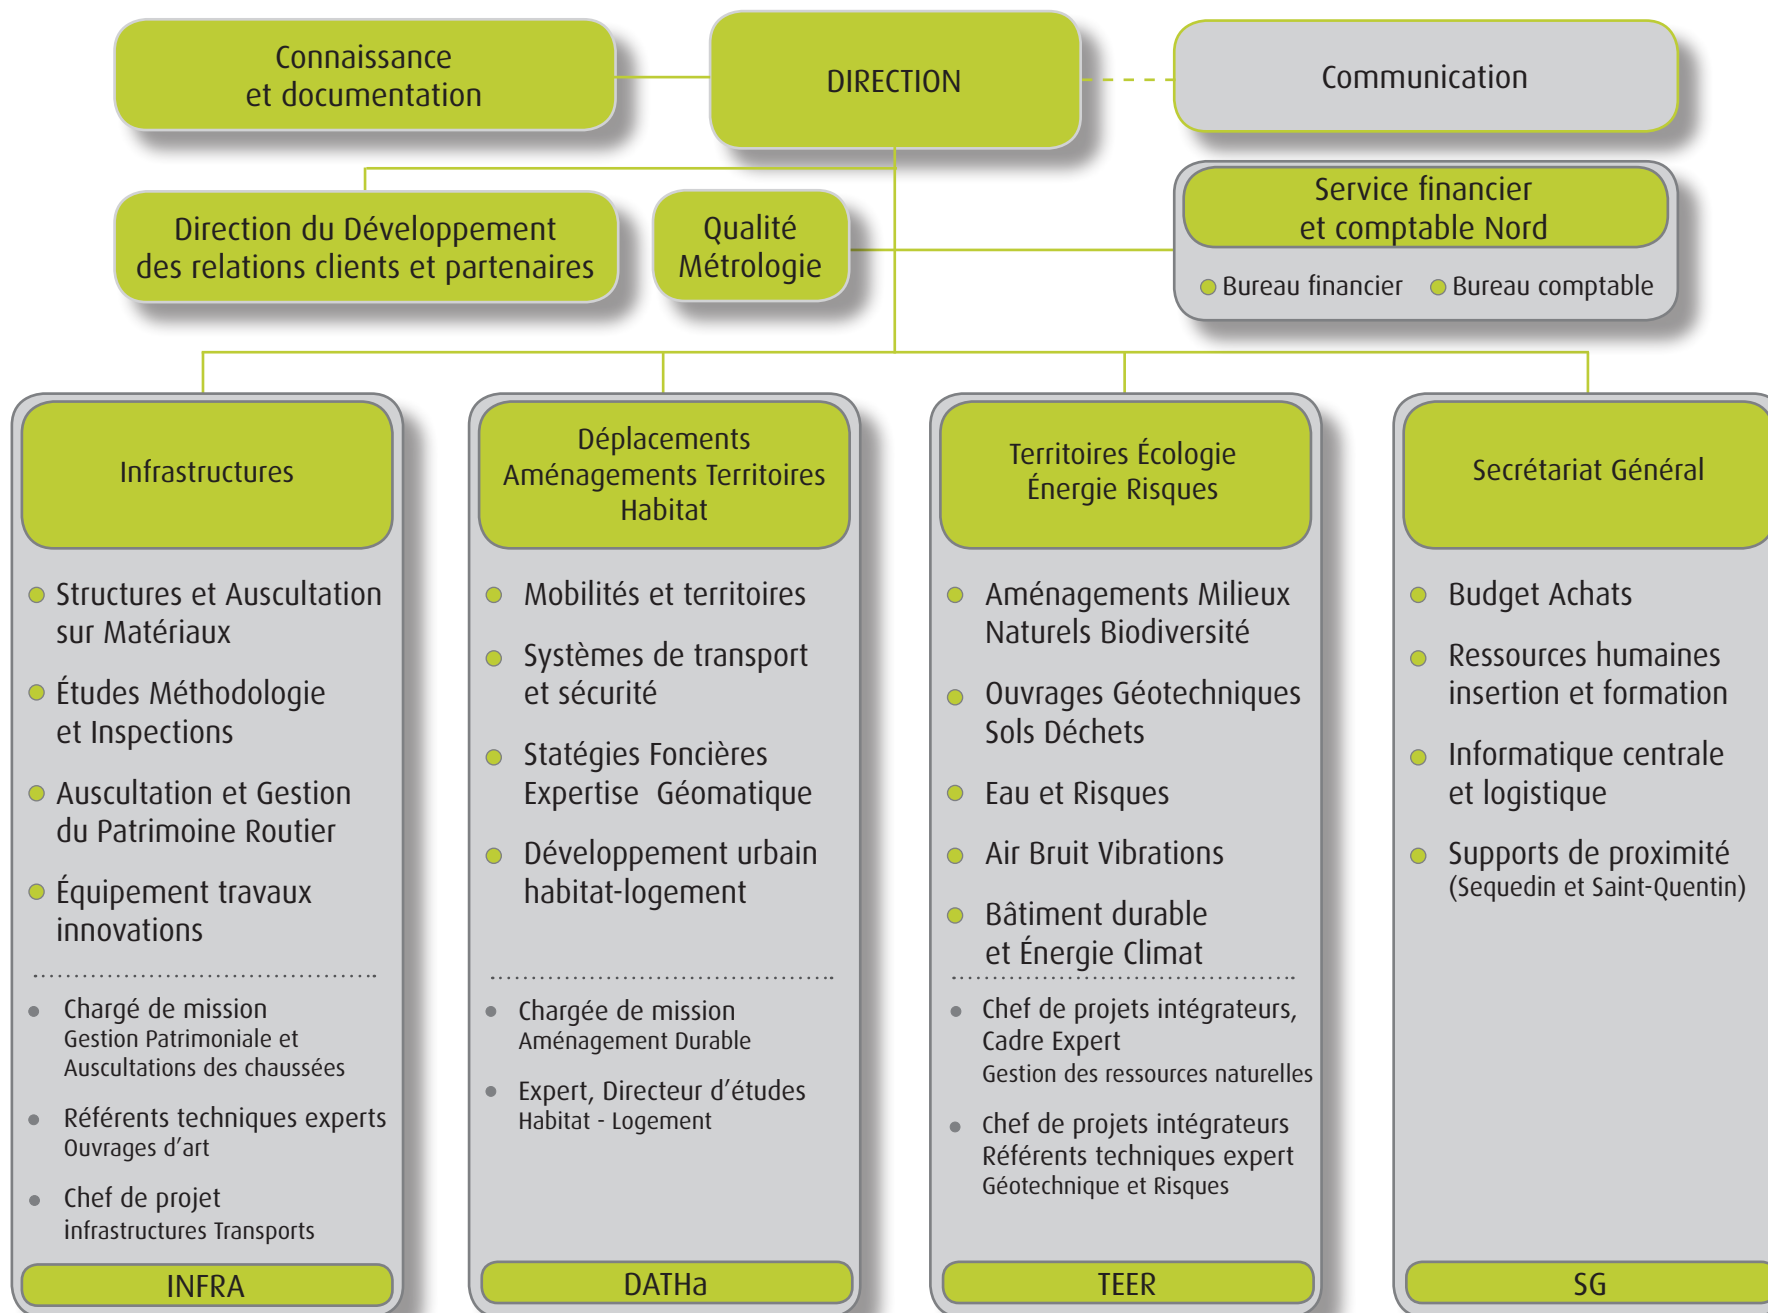 Connaissance
et documentation
DIRECTION
Communication
Direction du Développement
des relations clients et partenaires
Qualité
Métrologie
Service financier
et comptable Nord
Bureau financier
Bureau comptable
Infrastructures
Structures et Auscultation
sur Matériaux
Études Méthodologie
et Inspections
Auscultation et Gestion
du Patrimoine Routier
Équipement travaux
innovations
Chargé de mission
Gestion Patrimoniale et
Auscultations des chaussées
Référents techniques experts
Ouvrages d’art
Chef de projet
infrastructures Transports
INFRA
Déplacements
Aménagements Territoires
Habitat
Mobilités et territoires
Systèmes de transport
et sécurité
Statégies Foncières
Expertise Géomatique
Développement urbain
habitat-logement
Chargée de mission
Aménagement Durable
Expert, Directeur d’études
Habitat - Logement
DATHa
Territoires Écologie
Énergie Risques
Aménagements Milieux
Naturels Biodiversité
Ouvrages Géotechniques
Sols Déchets
Eau et Risques
Air Bruit Vibrations
Bâtiment durable
et Énergie Climat
Chef de projets intégrateurs,
Cadre Expert
Gestion des ressources naturelles
Chef de projets intégrateurs
Référents techniques expert
Géotechnique et Risques
TEER
Secrétariat Général
Budget Achats
Ressources humaines
insertion et formation
Informatique centrale
et logistique
Supports de proximité
(Sequedin et Saint-Quentin)
SG